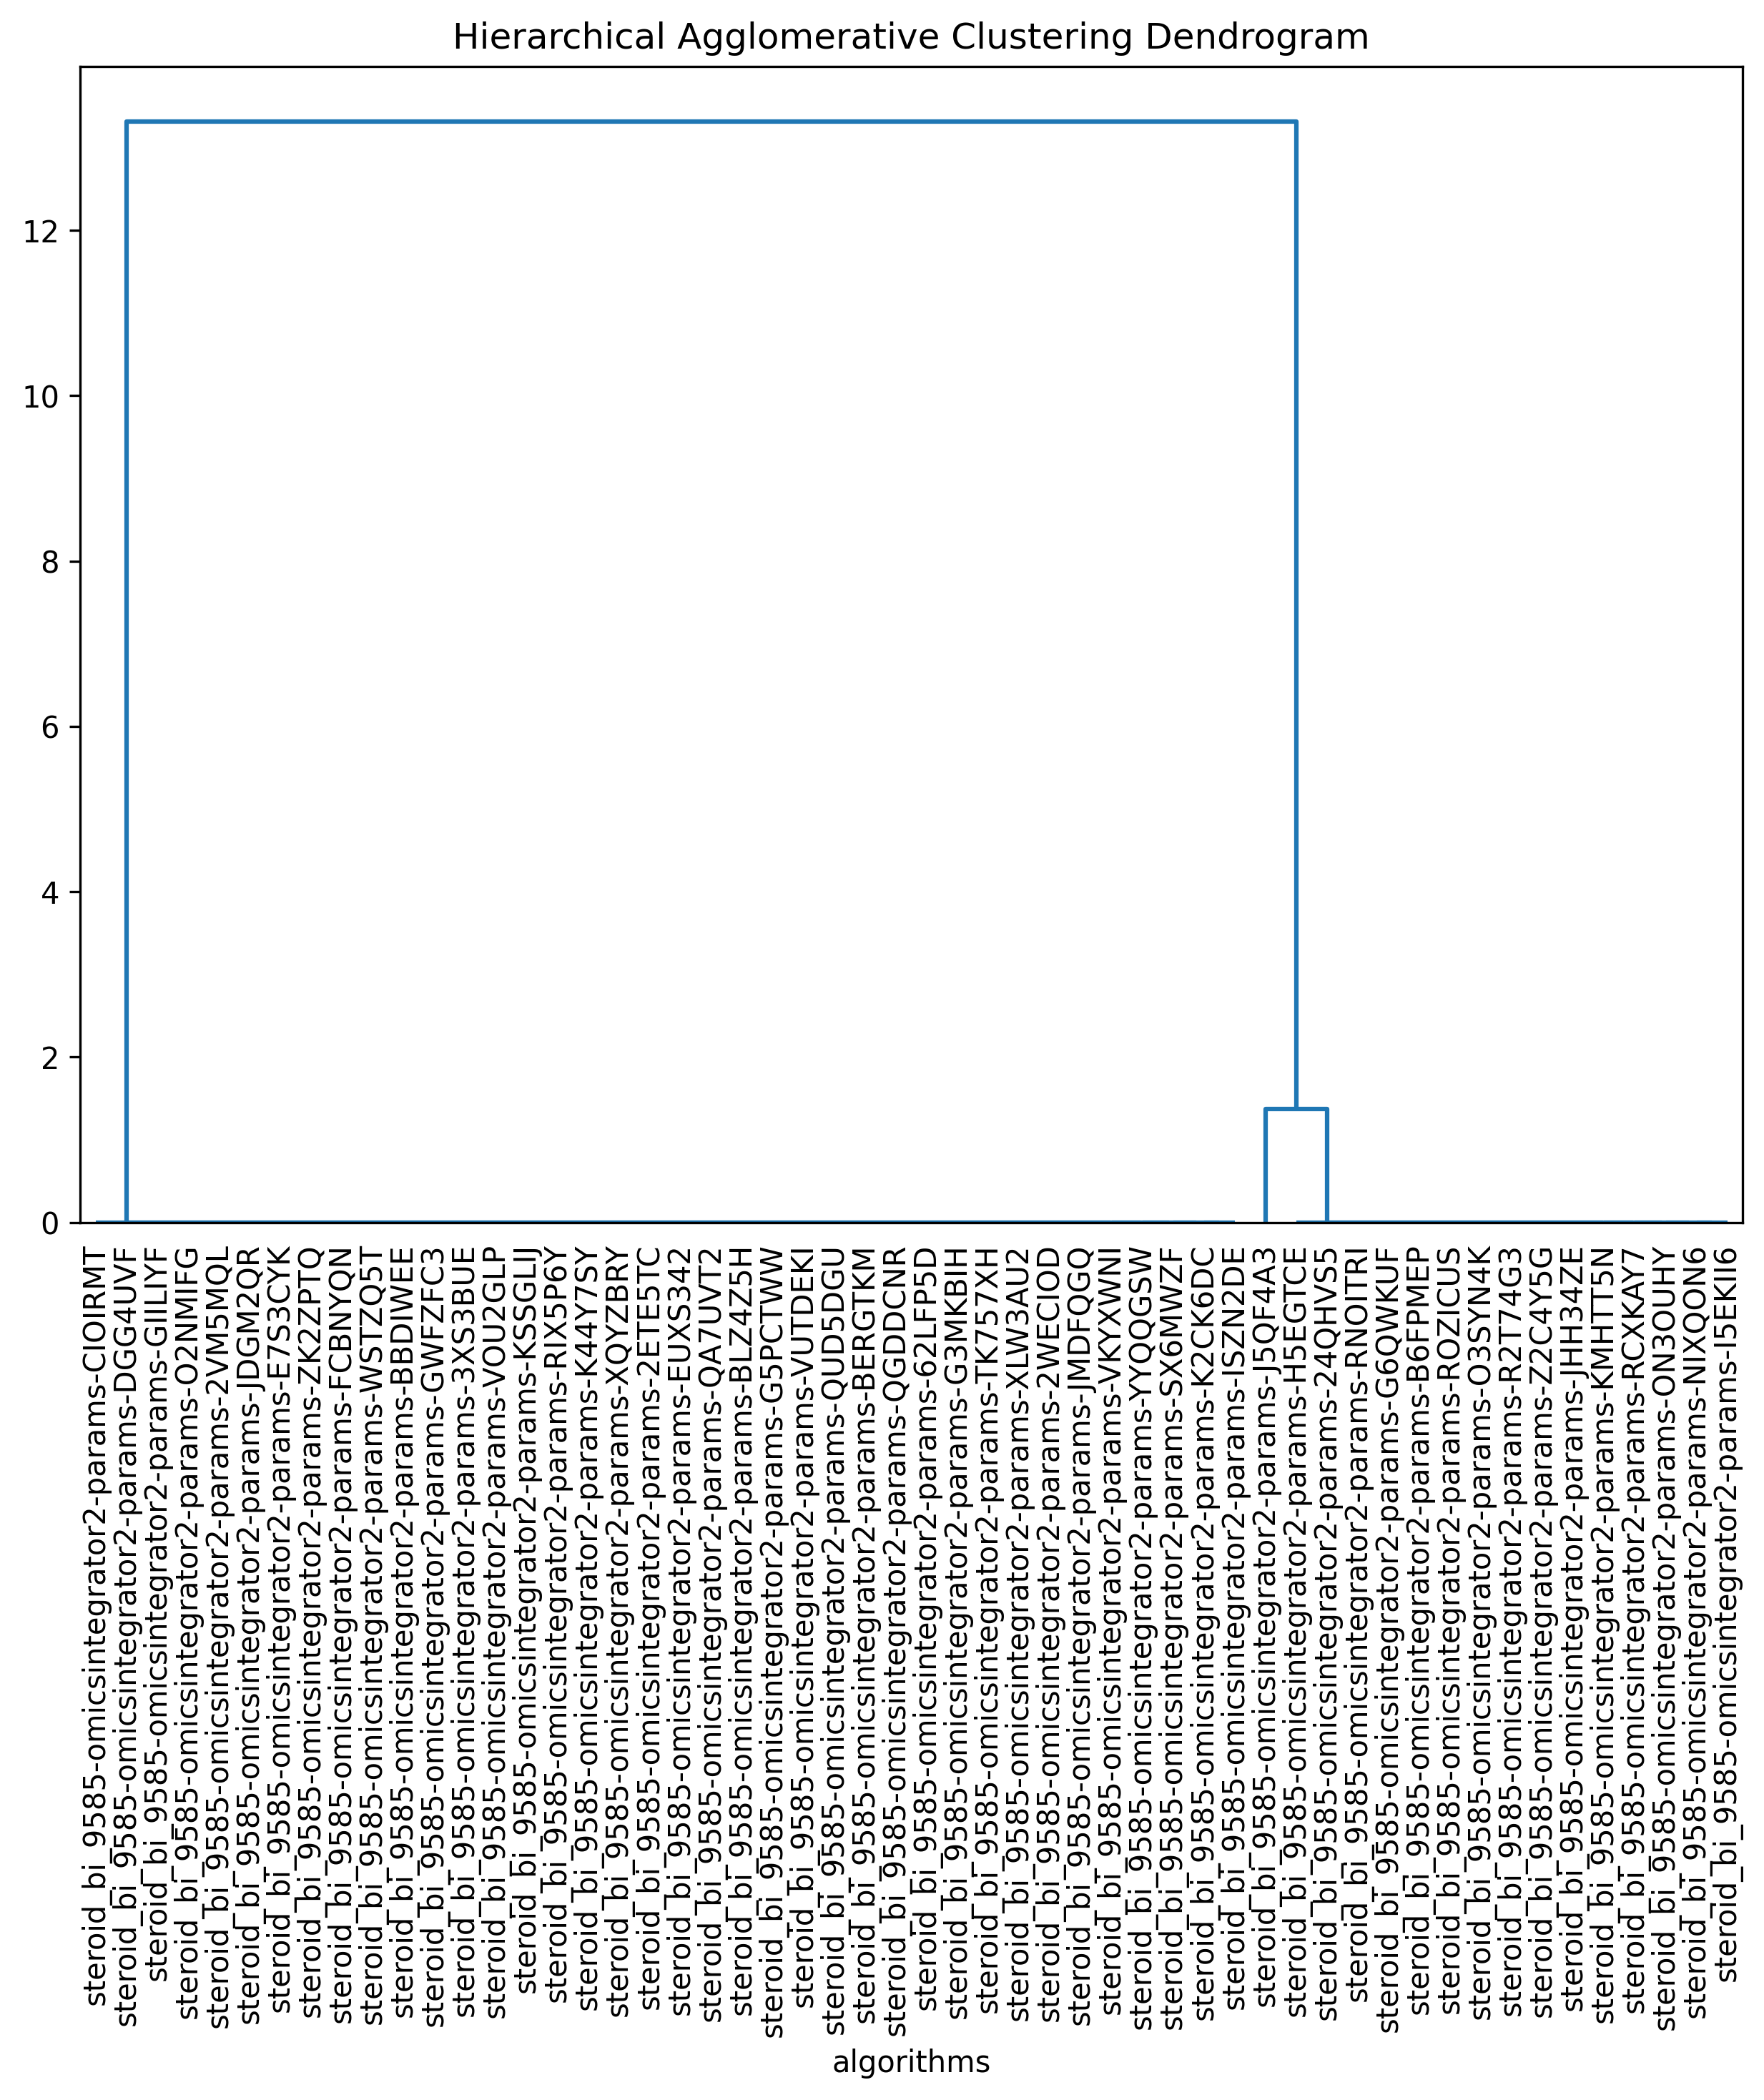 Hierarchical Agglomerative Clustering Dendrogram
12
10
8
6
4
2
0
steroid_bi_9585-omicsintegrator2-params-CIOIRMT
steroid_bi_9585-omicsintegrator2-params-DGG4UVF
steroid_bi_9585-omicsintegrator2-params-GIILIYF
steroid_bi_9585-omicsintegrator2-params-O2NMIFG
steroid_bi_9585-omicsintegrator2-params-2VM5MQL
steroid_bi_9585-omicsintegrator2-params-JDGM2QR
steroid_bi_9585-omicsintegrator2-params-E7S3CYK
steroid_bi_9585-omicsintegrator2-params-ZK2ZPTQ
steroid_bi_9585-omicsintegrator2-params-FCBNYQN
steroid_bi_9585-omicsintegrator2-params-WSTZQ5T
steroid_bi_9585-omicsintegrator2-params-BBDIWEE
steroid_bi_9585-omicsintegrator2-params-GWFZFC3
steroid_bi_9585-omicsintegrator2-params-3XS3BUE
steroid_bi_9585-omicsintegrator2-params-VOU2GLP
steroid_bi_9585-omicsintegrator2-params-KSSGLIJ
steroid_bi_9585-omicsintegrator2-params-RIX5P6Y
steroid_bi_9585-omicsintegrator2-params-K44Y7SY
steroid_bi_9585-omicsintegrator2-params-XQYZBRY
steroid_bi_9585-omicsintegrator2-params-2ETE5TC
steroid_bi_9585-omicsintegrator2-params-EUXS342
steroid_bi_9585-omicsintegrator2-params-QA7UVT2
steroid_bi_9585-omicsintegrator2-params-BLZ4Z5H
steroid_bi_9585-omicsintegrator2-params-G5PCTWW
steroid_bi_9585-omicsintegrator2-params-VUTDEKI
steroid_bi_9585-omicsintegrator2-params-QUD5DGU
steroid_bi_9585-omicsintegrator2-params-BERGTKM
steroid_bi_9585-omicsintegrator2-params-QGDDCNR
steroid_bi_9585-omicsintegrator2-params-62LFP5D
steroid_bi_9585-omicsintegrator2-params-G3MKBIH
steroid_bi_9585-omicsintegrator2-params-TK757XH
steroid_bi_9585-omicsintegrator2-params-XLW3AU2
steroid_bi_9585-omicsintegrator2-params-2WECIOD
steroid_bi_9585-omicsintegrator2-params-JMDFQGQ
steroid_bi_9585-omicsintegrator2-params-VKYXWNI
steroid_bi_9585-omicsintegrator2-params-YYQQGSW
steroid_bi_9585-omicsintegrator2-params-SX6MWZF
steroid_bi_9585-omicsintegrator2-params-K2CK6DC
steroid_bi_9585-omicsintegrator2-params-ISZN2DE
steroid_bi_9585-omicsintegrator2-params-J5QF4A3
steroid_bi_9585-omicsintegrator2-params-H5EGTCE
steroid_bi_9585-omicsintegrator2-params-24QHVS5
steroid_bi_9585-omicsintegrator2-params-RNOITRI
steroid_bi_9585-omicsintegrator2-params-G6QWKUF
steroid_bi_9585-omicsintegrator2-params-B6FPMEP
steroid_bi_9585-omicsintegrator2-params-ROZICUS
steroid_bi_9585-omicsintegrator2-params-O3SYN4K
steroid_bi_9585-omicsintegrator2-params-R2T74G3
steroid_bi_9585-omicsintegrator2-params-Z2C4Y5G
steroid_bi_9585-omicsintegrator2-params-JHH34ZE
steroid_bi_9585-omicsintegrator2-params-KMHTT5N
steroid_bi_9585-omicsintegrator2-params-RCXKAY7
steroid_bi_9585-omicsintegrator2-params-ON3OUHY
steroid_bi_9585-omicsintegrator2-params-NIXQON6
steroid_bi_9585-omicsintegrator2-params-I5EKII6
algorithms